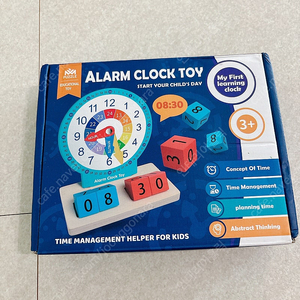 ALARM CLOCK TOY
START YOUR CHILD'S DAY
My First
learning
clock
08:30
3+
Concept Of Time
Time Management
planning time
Abstract Thinking
Alarm Clock Toy
08 30
TIME MANAGEMENT HELPER FOR KIDS